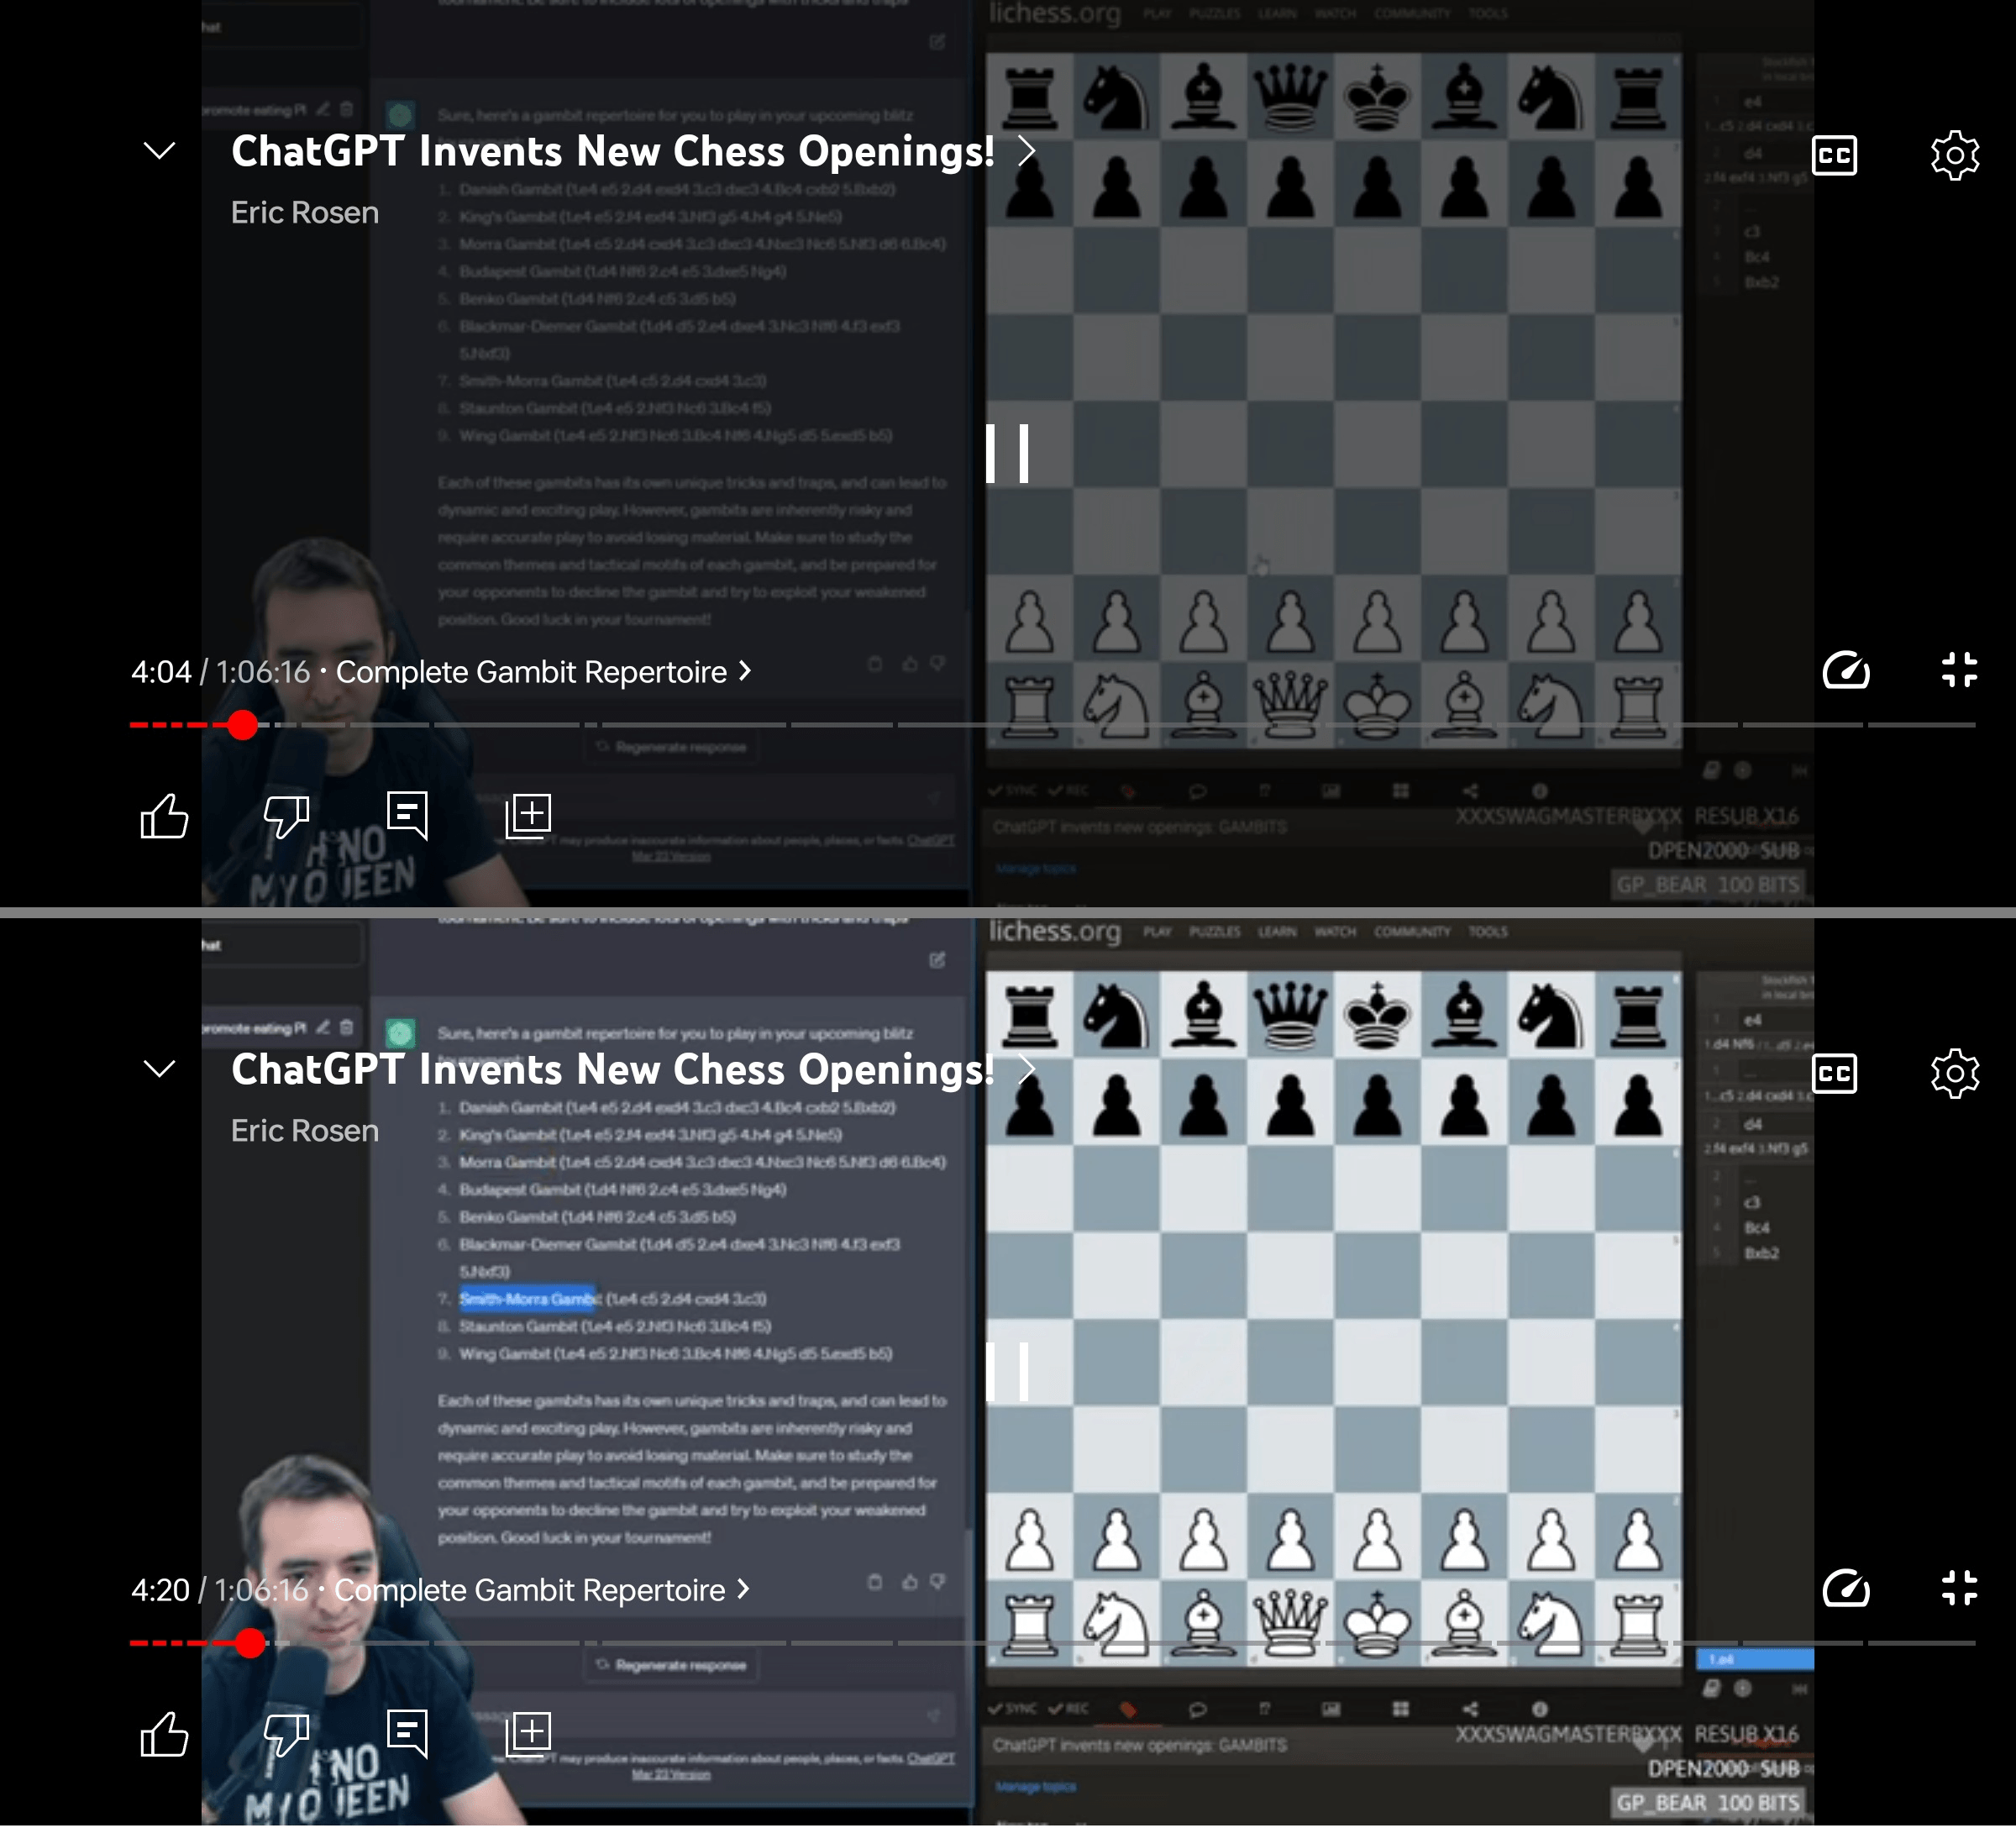 lichess.org PLAY PUZZLES LEARN WATCH COMMUNITY TOOLS
hat
promote eating Pl
Sure, here's a gambit repertoire for you to play in your upcoming blitz
ChatGPT Invents New Chess Openings!
Eric Rosen
CC
1. Danish Gambit (1.e4 e5 2.d4 exd4 3.c3 dxc3 4.Bc4 cxb2 5.Bxb2)
2. King's Gambit (1.e4 e5 2.f4 exf4 3.Nf3 g5 4.h4 g4 5.Ne5)
3. Morra Gambit (1.e4 c5 2.d4 cxd4 3.c3 dxc3 4.Nxc3 Nc6 5.Nf3 d6 6.Bc4)
4. Budapest Gambit (1.d4 Nf6 2.c4 e5 3.dxe5 Ng4)
5. Benko Gambit (1.d4 Nf6 2.c4 c5 3.d5 b5)
6. Blackmar-Diemer Gambit (1.d4 d5 2.e4 dxe4 3.Nc3 Nf6 4.f3 exf3
5.Nxf3)
7. Smith-Morra Gambit (1.e4 c5 2.d4 cxd4 3.c3)
8. Staunton Gambit (1.e4 e5 2.Nf3 Nc6 3.Bc4 f5)
9. Wing Gambit (1.e4 e5 2.Nf3 Nc6 3.Bc4 Nf6 4.Ng5 d5 5.exd5 b5)
Each of these gambits has its own unique tricks and traps, and can lead to
dynamic and exciting play. However, gambits are inherently risky and
require accurate play to avoid losing material. Make sure to study the
common themes and tactical motifs of each gambit, and be prepared for
your opponents to decline the gambit and try to exploit your weakened
position. Good luck in your tournament!
1 e4
1...c5 2.d4 cxd4 3.c
d4
2.f4 exf4 3.Nf3 g5
2 ...
3 c3
4 Bc4
5 Bxb2
4:04 / 1:06:16 · Complete Gambit Repertoire
Regenerate response
ChatGPT may produce inaccurate information about people, places, or facts. ChatGPT
Mar 23 Version
NO
MY QUEEN
SYNC REC
ChatGPT invents new openings: GAMBITS
Manage topics
XXXSWAGMASTERBXXX RESUB X16
DPEN2000 SUB
GP_BEAR 100 BITS
lichess.org PLAY PUZZLES LEARN WATCH COMMUNITY TOOLS
hat
promote eating Pl
Sure, here's a gambit repertoire for you to play in your upcoming blitz
ChatGPT Invents New Chess Openings!
Eric Rosen
CC
1. Danish Gambit (1.e4 e5 2.d4 exd4 3.c3 dxc3 4.Bc4 cxb2 5.Bxb2)
2. King's Gambit (1.e4 e5 2.f4 exf4 3.Nf3 g5 4.h4 g4 5.Ne5)
3. Morra Gambit (1.e4 c5 2.d4 cxd4 3.c3 dxc3 4.Nxc3 Nc6 5.Nf3 d6 6.Bc4)
4. Budapest Gambit (1.d4 Nf6 2.c4 e5 3.dxe5 Ng4)
5. Benko Gambit (1.d4 Nf6 2.c4 c5 3.d5 b5)
6. Blackmar-Diemer Gambit (1.d4 d5 2.e4 dxe4 3.Nc3 Nf6 4.f3 exf3
5.Nxf3)
7. Smith-Morra Gambit (1.e4 c5 2.d4 cxd4 3.c3)
8. Staunton Gambit (1.e4 e5 2.Nf3 Nc6 3.Bc4 f5)
9. Wing Gambit (1.e4 e5 2.Nf3 Nc6 3.Bc4 Nf6 4.Ng5 d5 5.exd5 b5)
Each of these gambits has its own unique tricks and traps, and can lead to
dynamic and exciting play. However, gambits are inherently risky and
require accurate play to avoid losing material. Make sure to study the
common themes and tactical motifs of each gambit, and be prepared for
your opponents to decline the gambit and try to exploit your weakened
position. Good luck in your tournament!
1 e4
1.d4 Nf6
1 ...
1...c5 2.d4 cxd4 3.c
2 d4
2.f4 exf4 3.Nf3 g5
2 ...
3 c3
4 Bc4
5 Bxb2
1.e4
4:20 / 1:06:16 · Complete Gambit Repertoire
Regenerate response
ChatGPT may produce inaccurate information about people, places, or facts. ChatGPT
Mar 23 Version
NO
MY QUEEN
SYNC REC
ChatGPT invents new openings: GAMBITS
Manage topics
XXXSWAGMASTERBXXX RESUB X16
DPEN2000 SUB
GP_BEAR 100 BITS